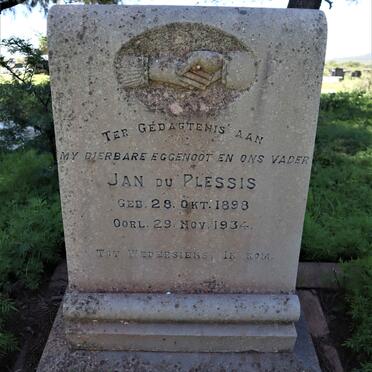 TER GEDAGTENIS AAN
MY DIERBARE EGGENOOT EN ONS VADER
JAN DU PLESSIS
GEB. 28. OKT. 1898
OORL. 29. NOV. 1934.
TOT WEDERSIENS, IK KOM.